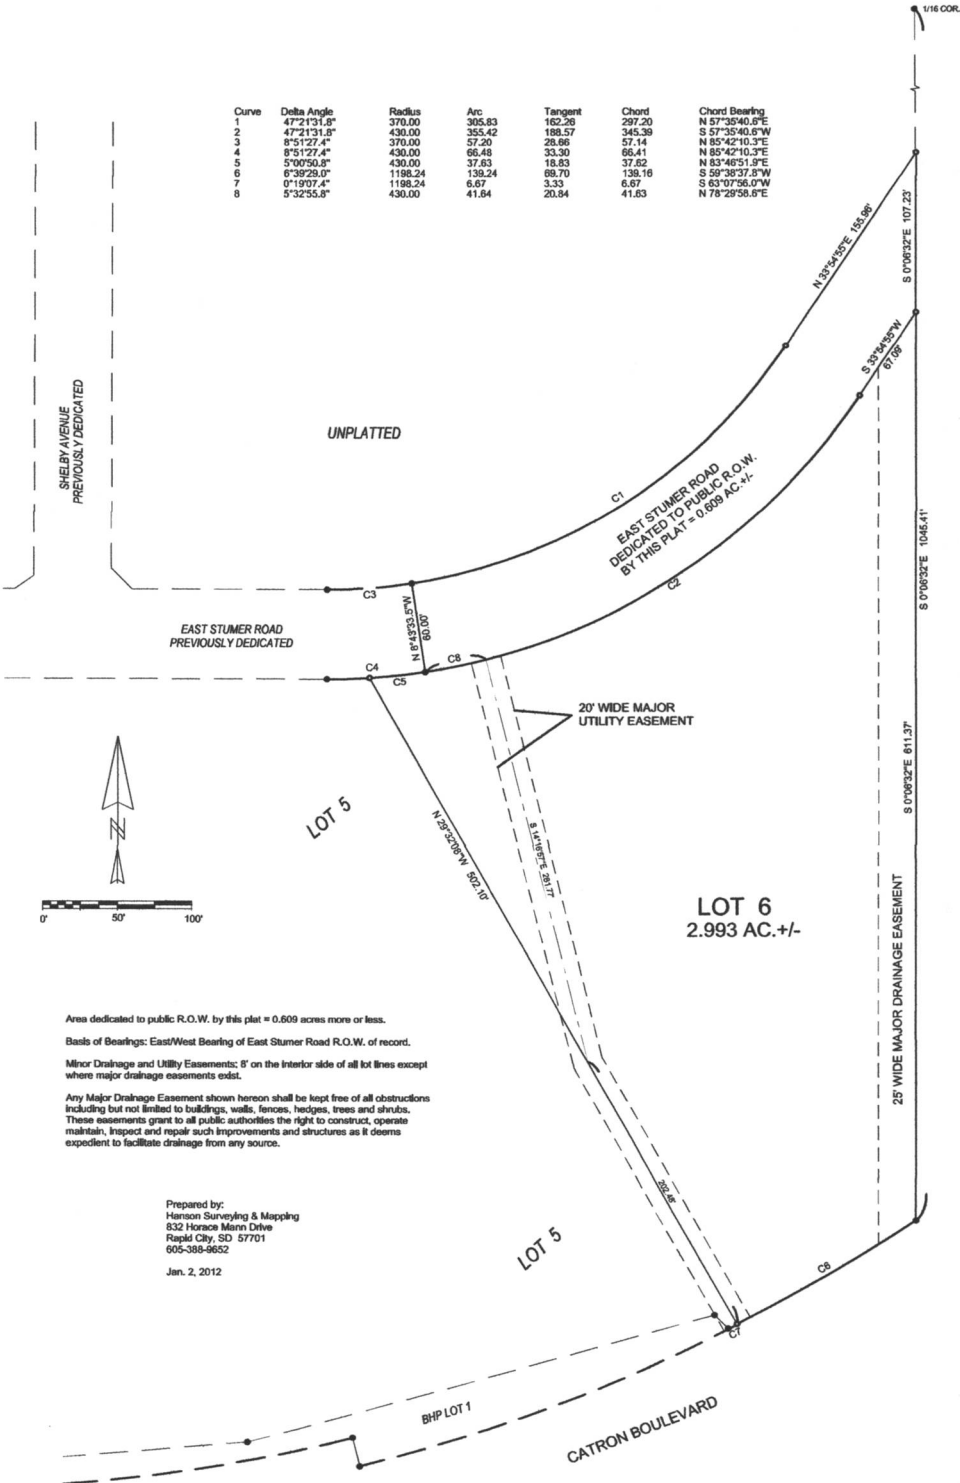 1/16 COR.
Curve Delta Angle Radius Arc Tangent Chord Chord Bearing
1 47°21'31.8" 370.00 305.83 162.26 297.20 N 57°35'40.6"E
2 47°21'31.8" 430.00 355.42 188.57 345.39 S 57°35'40.6"W
3 8°51'27.4" 370.00 57.20 28.66 57.14 N 85°42'10.3"E
4 8°51'27.4" 430.00 66.48 33.30 66.41 N 85°42'10.3"E
5 5°00'50.8" 430.00 37.63 18.83 37.62 N 83°46'51.9"E
6 6°39'29.0" 1198.24 139.24 69.70 139.16 S 59°38'37.8"W
7 0°19'07.4" 1198.24 6.67 3.33 6.67 S 63°07'56.0"W
8 5°32'55.8" 430.00 41.64 20.84 41.63 N 78°29'58.6"E
S 0°06'32"E 107.23'
N 33°54'55"E 155.96'
S 33°54'55"W
67.09'
SHELBY AVENUE
PREVIOUSLY DEDICATED
UNPLATTED
C1
EAST STUMER ROAD
DEDICATED TO PUBLIC R.O.W.
BY THIS PLAT = 0.609 AC.+/-
C2
S 0°06'32"E 1045.41'
C3
N 8°43'33.5"W
60.00'
EAST STUMER ROAD
PREVIOUSLY DEDICATED
C4
C5
C8
20' WIDE MAJOR
UTILITY EASEMENT
S 0°06'32"E 611.37'
N
LOT 5
N 29°32'08"W 502.10'
S 14°16'57"E 281.77'
LOT 6
2.993 AC.+/-
0' 50' 100'
25' WIDE MAJOR DRAINAGE EASEMENT
Area dedicated to public R.O.W. by this plat = 0.609 acres more or less.
Basis of Bearings: East/West Bearing of East Stumer Road R.O.W. of record.
Minor Drainage and Utility Easements; 8' on the interior side of all lot lines except
where major drainage easements exist.
Any Major Drainage Easement shown hereon shall be kept free of all obstructions
including but not limited to buildings, walls, fences, hedges, trees and shrubs.
These easements grant to all public authorities the right to construct, operate
maintain, inspect and repair such improvements and structures as it deems
expedient to facilitate drainage from any source.
202.48'
Prepared by:
Hanson Surveying & Mapping
832 Horace Mann Drive
Rapid City, SD 57701
605-388-9652
Jan. 2, 2012
LOT 5
C6
C7
BHP LOT 1
CATRON BOULEVARD